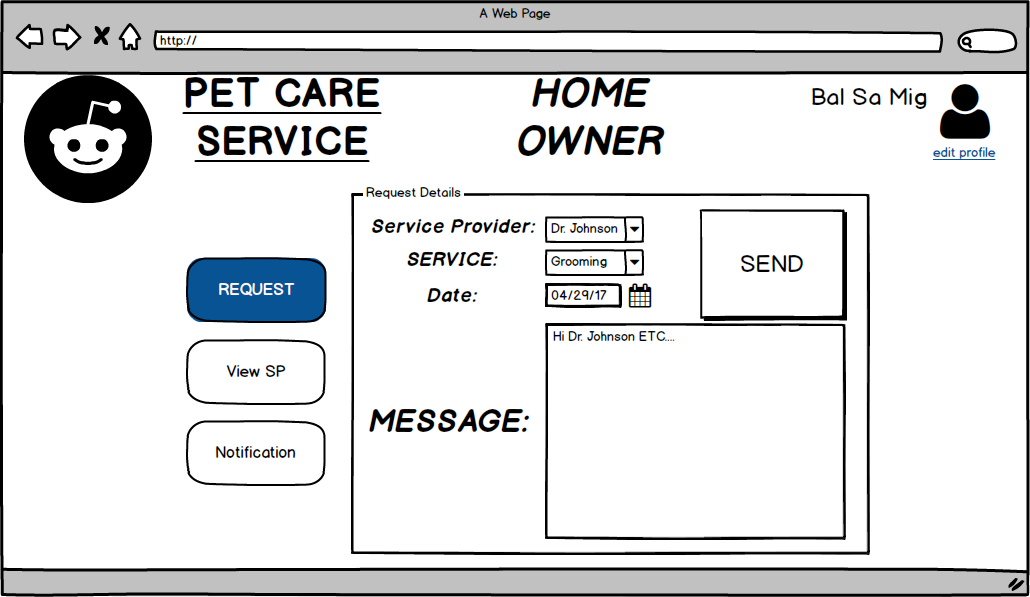 A Web Page
http://
PET CARE
SERVICE
HOME
OWNER
Bal Sa Mig
edit profile
Request Details
Service Provider:
Dr. Johnson
SERVICE:
Grooming
Date:
04/29/17
SEND
REQUEST
View SP
Notification
MESSAGE:
Hi Dr. Johnson ETC....